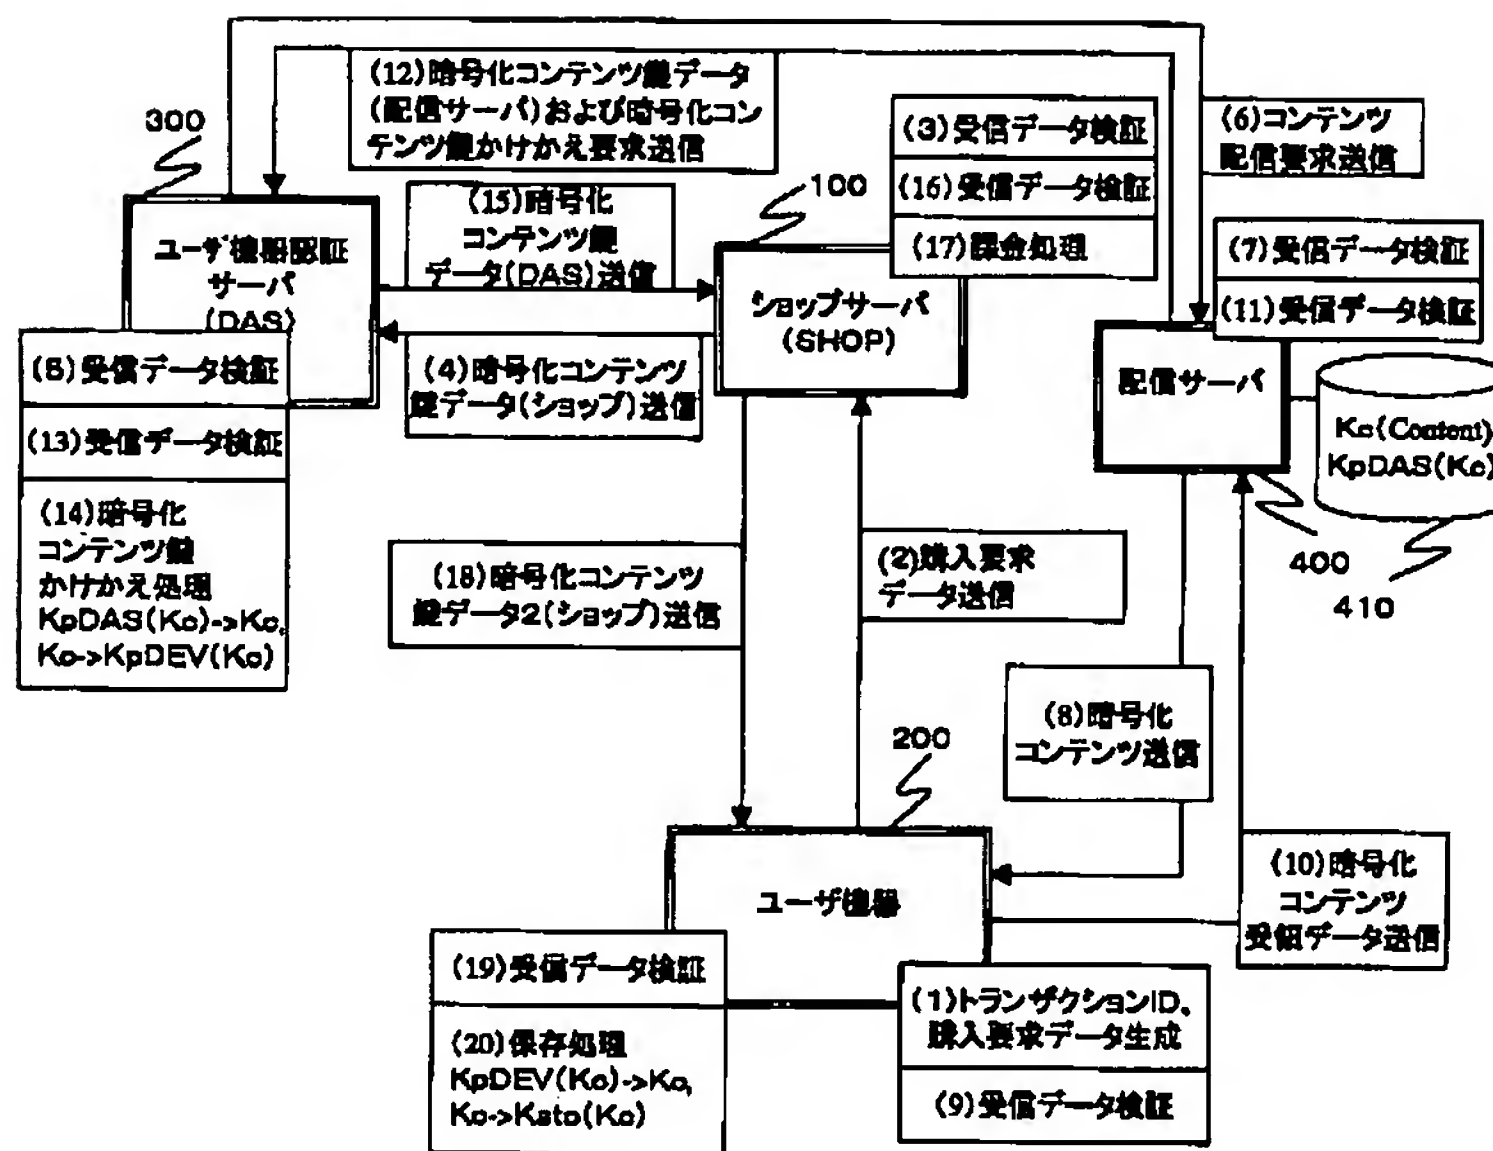 (12)暗号化コンテンツ鍵データ
(配信サーバ)および暗号化コン
テンツ鍵かけかえ要求送信
300
(3)受信データ検証
(16)受信データ検証
(17)課金処理
(6)コンテンツ
配信要求送信
100
(15)暗号化
コンテンツ鍵
データ(DAS)送信
ユーザ機器認証
サーバ
(DAS)
ショップサーバ
(SHOP)
(7)受信データ検証
(11)受信データ検証
(5)受信データ検証
(13)受信データ検証
(14)暗号化
コンテンツ鍵
かけかえ処理
KpDAS(Kc)->Kc,
Kc->KpDEV(Kc)
(4)暗号化コンテンツ
鍵データ(ショップ)送信
配信サーバ
Kc(Content)
KpDAS(Kc)
400
410
(18)暗号化コンテンツ
鍵データ2(ショップ)送信
(2)購入要求
データ送信
(8)暗号化
コンテンツ送信
200
ユーザ機器
(10)暗号化
コンテンツ
受領データ送信
(19)受信データ検証
(20)保存処理
KpDEV(Kc)->Kc,
Kc->Ksto(Kc)
(1)トランザクションID、
購入要求データ生成
(9)受信データ検証